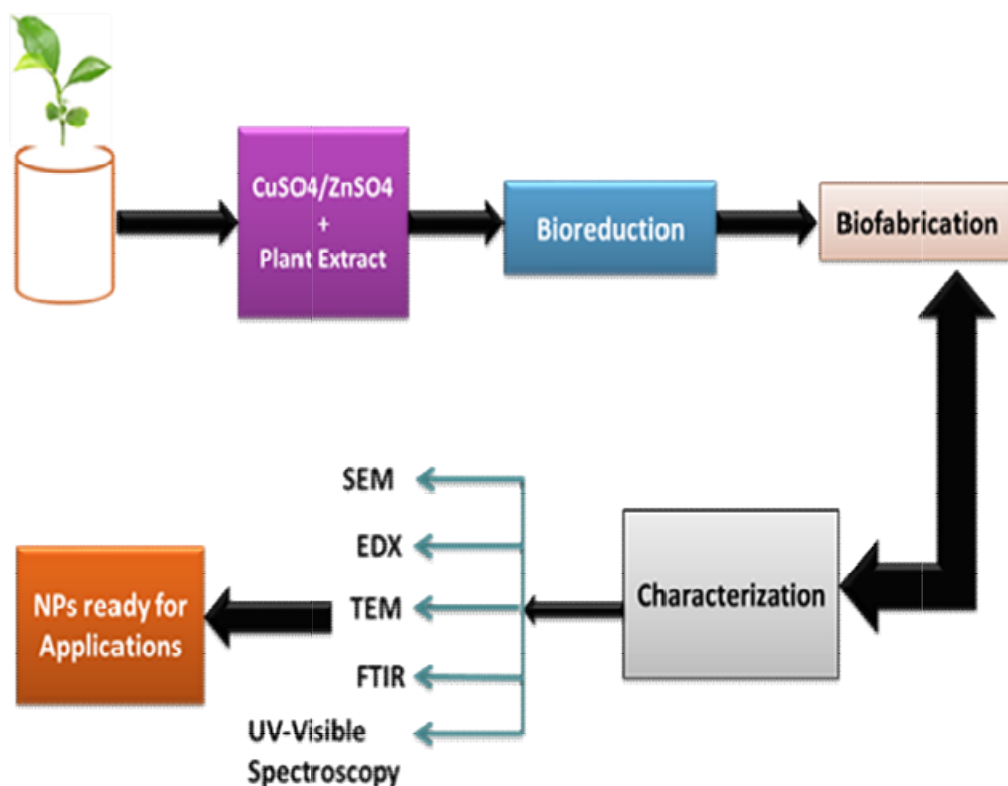 CuSO4/ZnSO4
+
Plant Extract
Bioreduction
Biofabrication
Characterization
SEM
EDX
TEM
FTIR
UV-Visible
Spectroscopy
NPs ready for
Applications